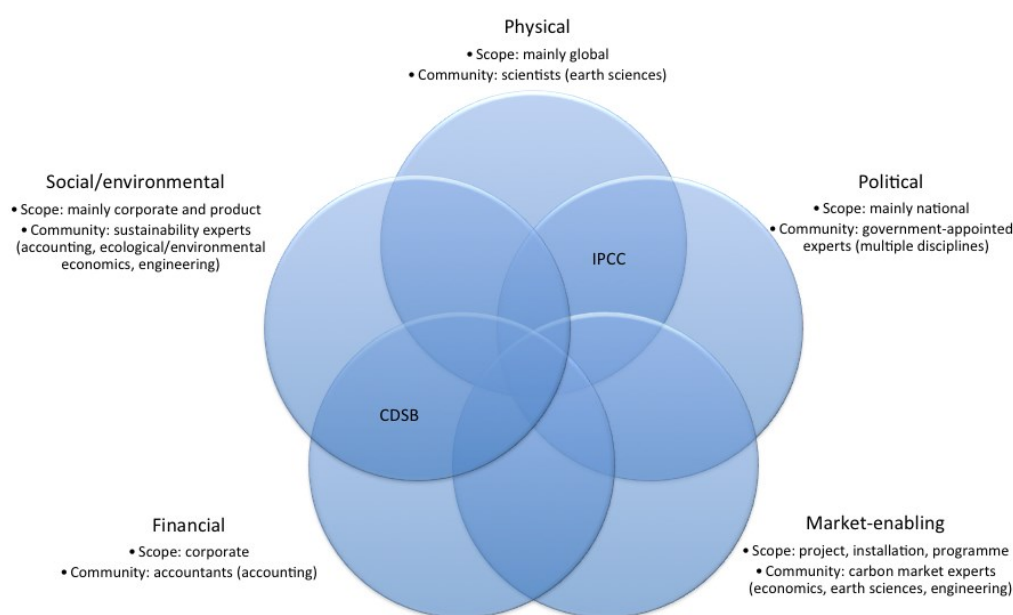 Physical
• Scope: mainly global
• Community: scientists (earth sciences)
Social/environmental
• Scope: mainly corporate and product
• Community: sustainability experts
(accounting, ecological/environmental
economics, engineering)
Political
• Scope: mainly national
• Community: government-appointed
experts (multiple disciplines)
IPCC
CDSB
Financial
• Scope: corporate
• Community: accountants (accounting)
Market-enabling
• Scope: project, installation, programme
• Community: carbon market experts
(economics, earth sciences, engineering)